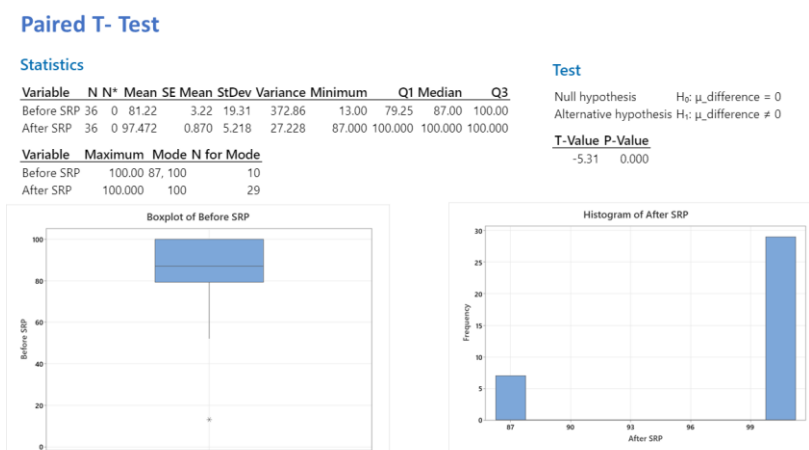 Paired T- Test
Statistics
Variable N N* Mean SE Mean StDev Variance Minimum Q1 Median Q3
Before SRP 36 0 81.22 3.22 19.31 372.86 13.00 79.25 87.00 100.00
After SRP 36 0 97.472 0.870 5.218 27.228 87.000 100.000 100.000 100.000
Variable Maximum Mode N for Mode
Before SRP 100.00 87, 100 10
After SRP 100.000 100 29
Test
Null hypothesis H₀: μ_difference = 0
Alternative hypothesis H₁: μ_difference ≠ 0
T-Value P-Value
-5.31 0.000
Boxplot of Before SRP
100
80
60
40
20
0
Before SRP
Histogram of After SRP
30
25
20
15
10
5
0
Frequency
87 90 93 96 99
After SRP